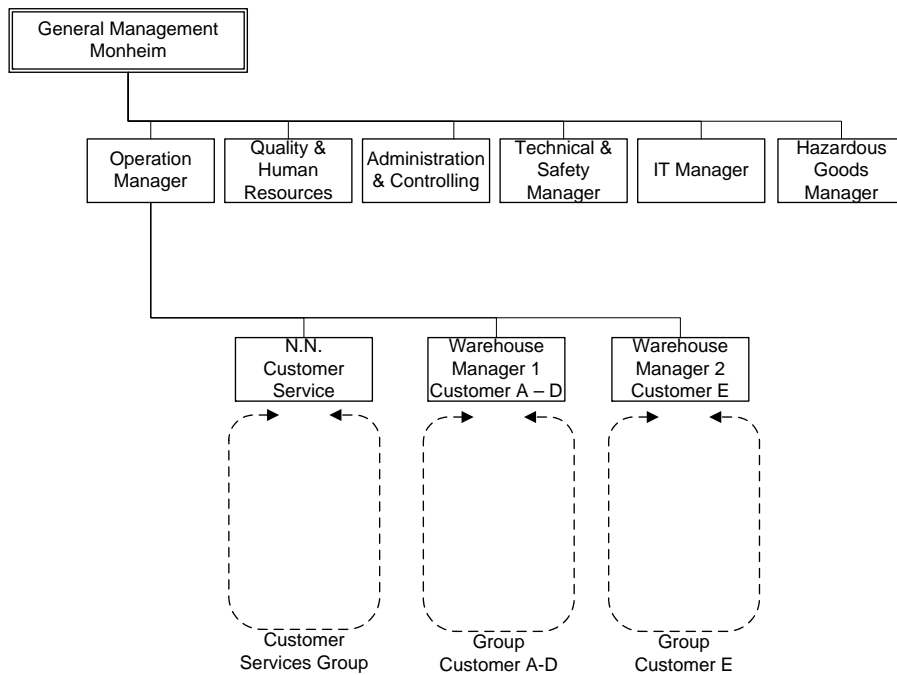 General Management
Monheim
Operation
Manager
Quality &
Human
Resources
Administration
& Controlling
Technical &
Safety
Manager
IT Manager
Hazardous
Goods
Manager
N.N.
Customer
Service
Warehouse
Manager 1
Customer A – D
Warehouse
Manager 2
Customer E
Customer
Services Group
Group
Customer A-D
Group
Customer E